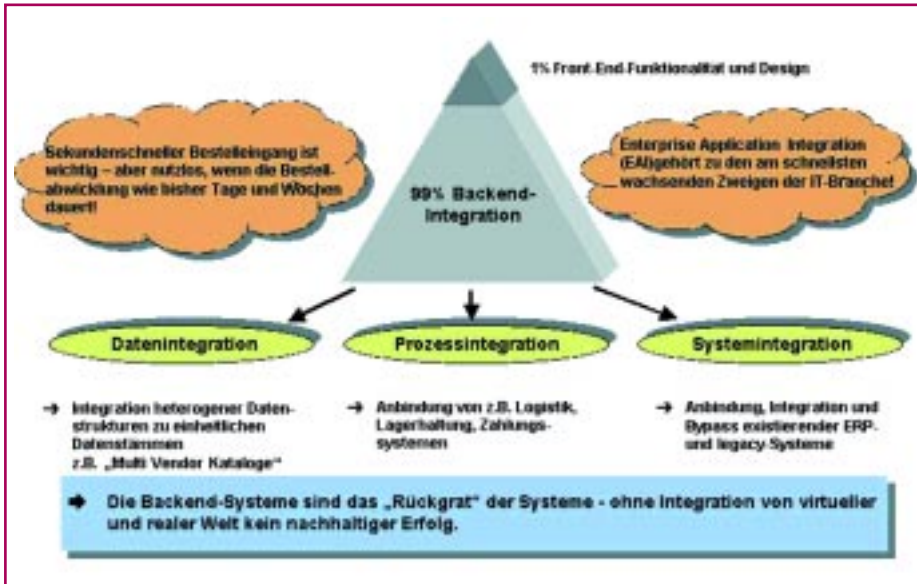 1% Front-End-Funktionalität und Design
Sekundenschneller Bestelleingang ist
wichtig – aber nutzlos, wenn die Bestell-
abwicklung wie bisher Tage und Wochen
dauert!
Enterprise Application Integration
(EAI)gehört zu den am schnellsten
wachsenden Zweigen der IT-Branche!
99% Backend-
Integration
Datenintegration
Prozessintegration
Systemintegration
➔ Integration heterogener Daten-
strukturen zu einheitlichen
Datenstämmen
z.B. „Multi Vendor Kataloge“
➔ Anbindung von z.B. Logistik,
Lagerhaltung, Zahlungs-
systemen
➔ Anbindung, Integration und
Bypass existierender ERP-
und legacy-Systeme
➔ Die Backend-Systeme sind das „Rückgrat“ der Systeme - ohne Integration von virtueller
und realer Welt kein nachhaltiger Erfolg.